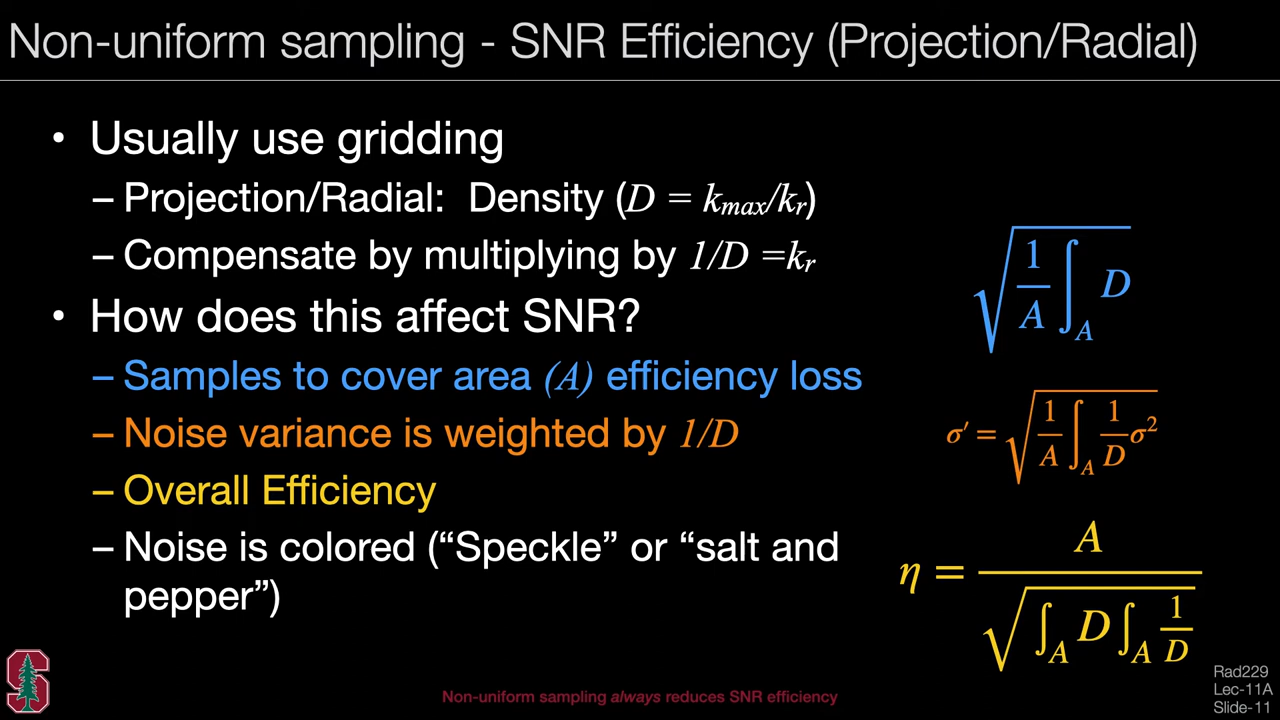 Non-uniform sampling - SNR Efficiency (Projection/Radial)
• Usually use gridding
– Projection/Radial: Density (D = kmax/kr)
– Compensate by multiplying by 1/D =kr
• How does this affect SNR?
– Samples to cover area (A) efficiency loss
– Noise variance is weighted by 1/D
– Overall Efficiency
– Noise is colored (“Speckle” or “salt and
pepper”)
√(1/A ∫A D)
σ′ = √(1/A ∫A 1/D σ²)
η = A / √(∫A D ∫A 1/D)
S
Non-uniform sampling always reduces SNR efficiency
Rad229
Lec-11A
Slide-11